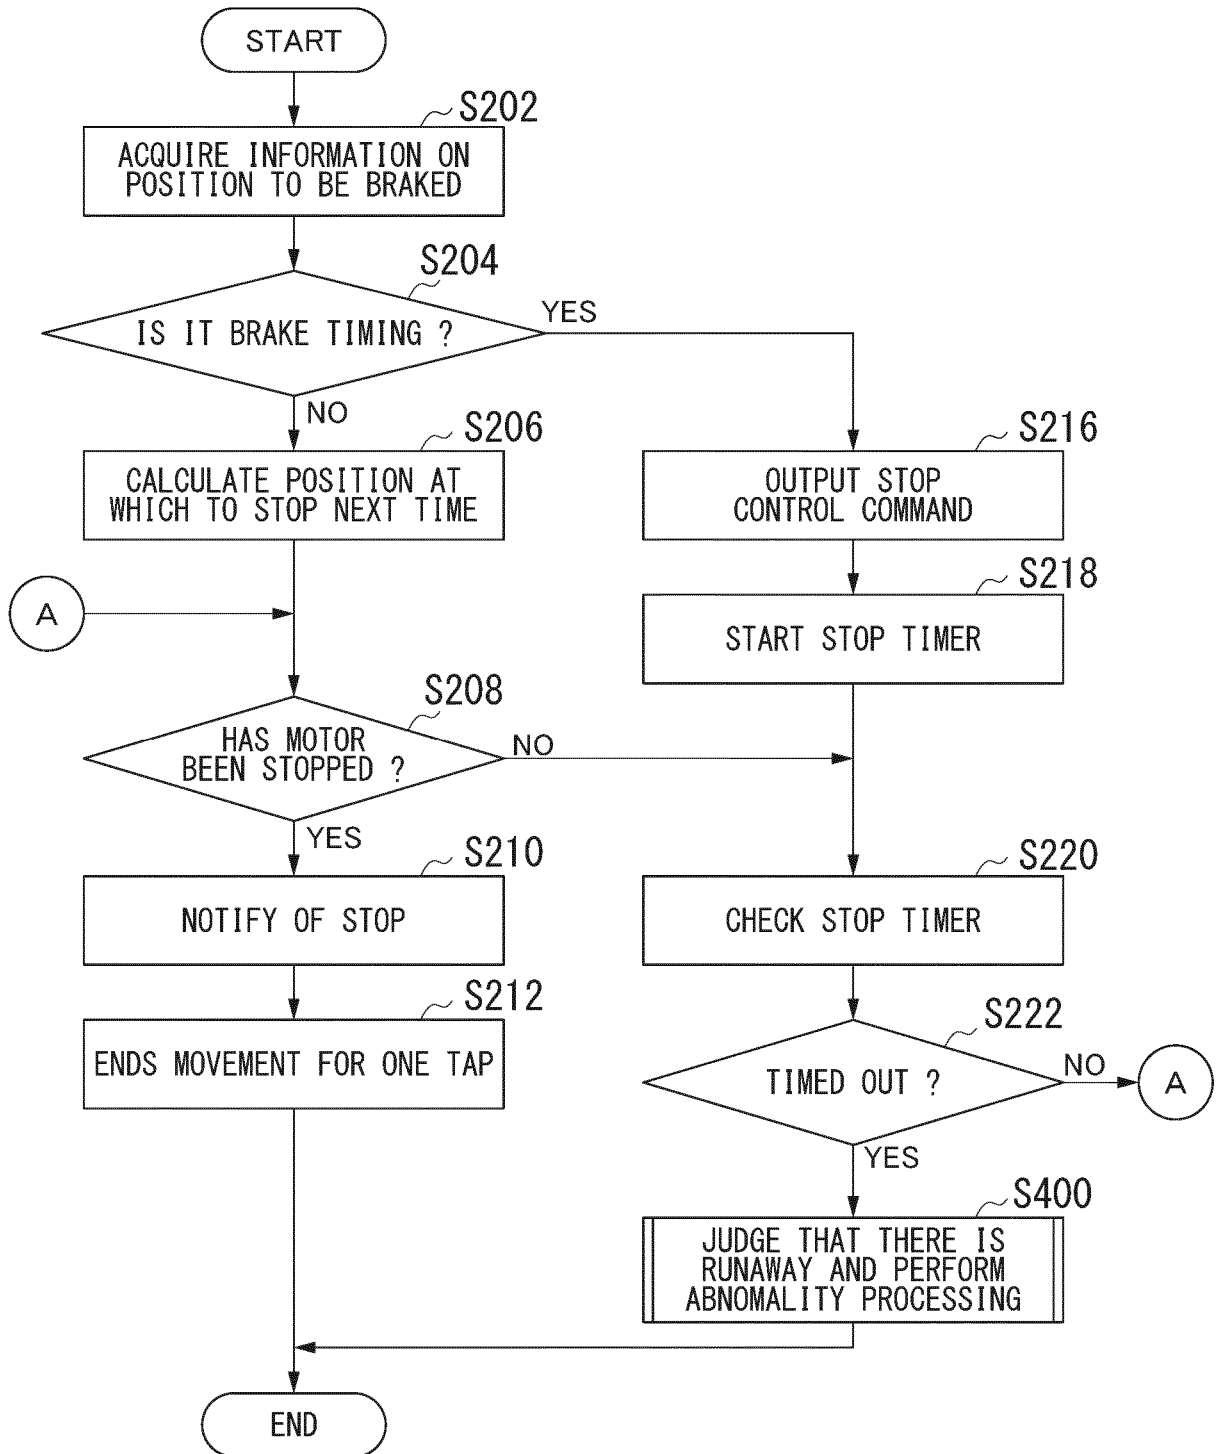 START
S202
ACQUIRE INFORMATION ON
POSITION TO BE BRAKED
S204
IS IT BRAKE TIMING ?
YES
NO
S206
CALCULATE POSITION AT
WHICH TO STOP NEXT TIME
S216
OUTPUT STOP
CONTROL COMMAND
S218
START STOP TIMER
A
S208
HAS MOTOR
BEEN STOPPED ?
NO
YES
S210
NOTIFY OF STOP
S212
ENDS MOVEMENT FOR ONE TAP
S220
CHECK STOP TIMER
S222
TIMED OUT ?
NO
A
YES
S400
JUDGE THAT THERE IS
RUNAWAY AND PERFORM
ABNOMALITY PROCESSING
END